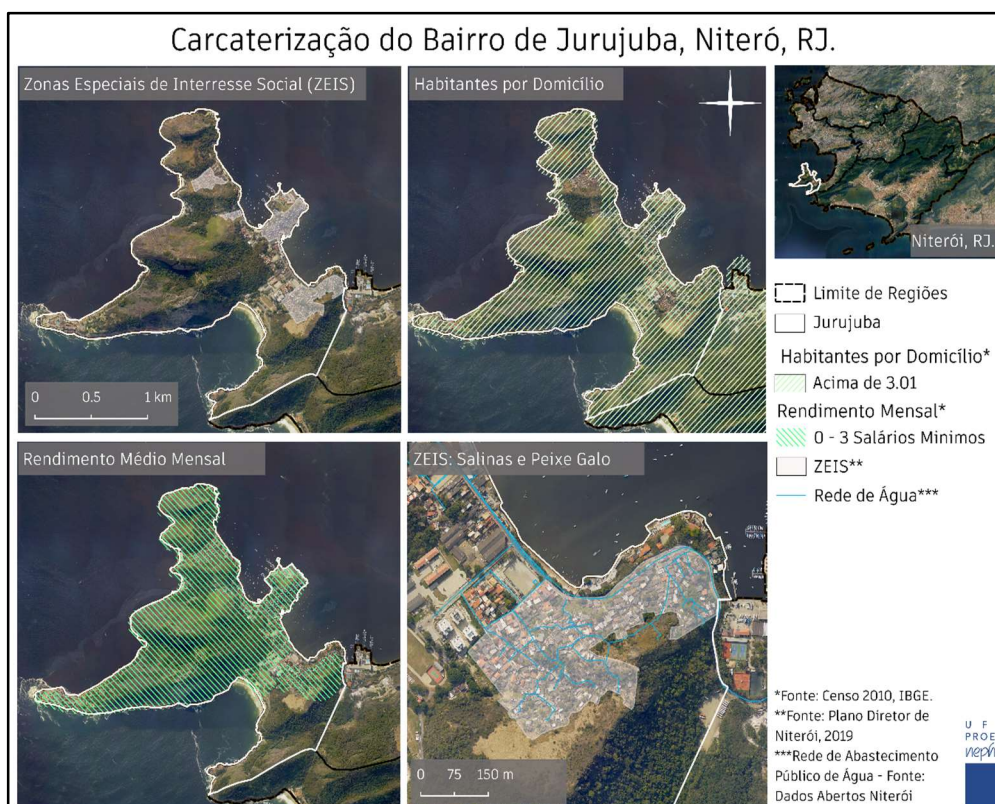 Carcaterização do Bairro de Jurujuba, Niteró, RJ.
Zonas Especiais de Interresse Social (ZEIS)
Habitantes por Domicílio
Niterói, RJ.
0 0.5 1 km
Rendimento Médio Mensal
ZEIS: Salinas e Peixe Galo
0 75 150 m
Limite de Regiões
Jurujuba
Habitantes por Domicílio*
Acima de 3.01
Rendimento Mensal*
0 - 3 Salários Minimos
ZEIS**
Rede de Água***
*Fonte: Censo 2010, IBGE.
**Fonte: Plano Diretor de
Niterói, 2019
***Rede de Abastecimento
Público de Água - Fonte:
Dados Abertos Niterói
U F
PROE
neph